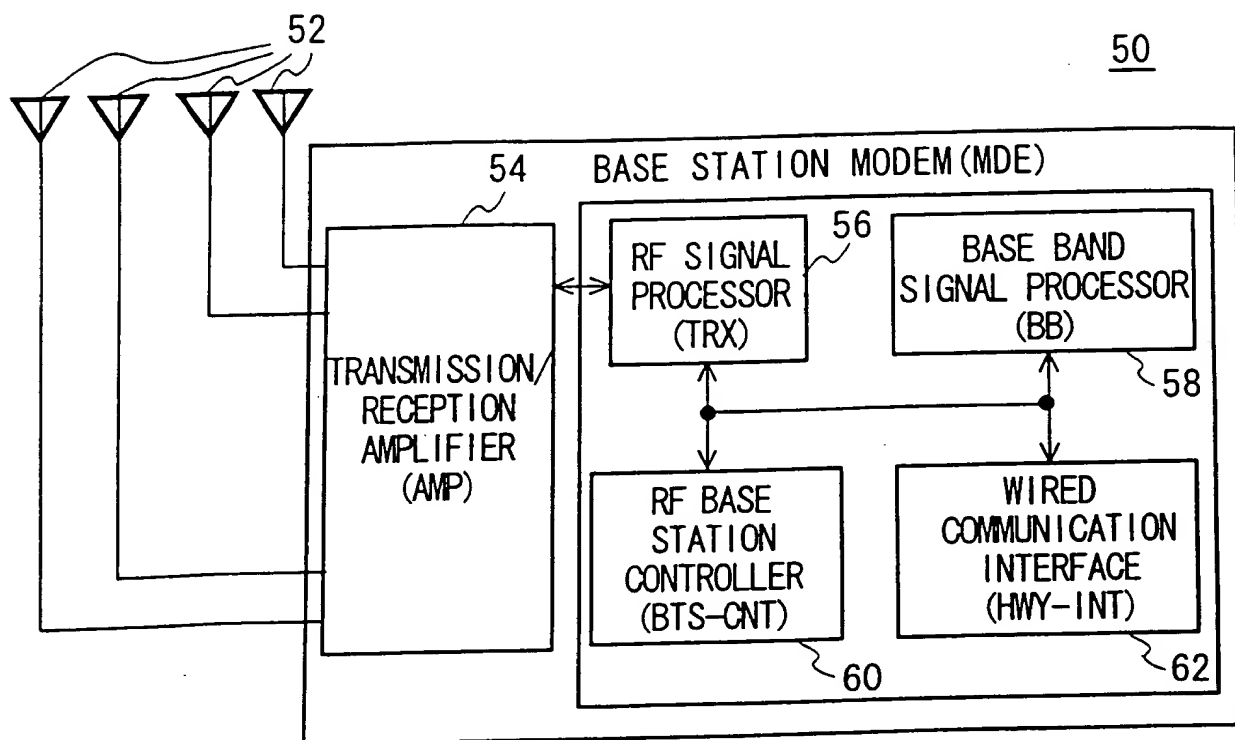 52
50
54
BASE STATION MODEM(MDE)
56
RF SIGNAL
PROCESSOR
(TRX)
BASE BAND
SIGNAL PROCESSOR
(BB)
58
TRANSMISSION/
RECEPTION
AMPLIFIER
(AMP)
RF BASE
STATION
CONTROLLER
(BTS-CNT)
60
WIRED
COMMUNICATION
INTERFACE
(HWY-INT)
62